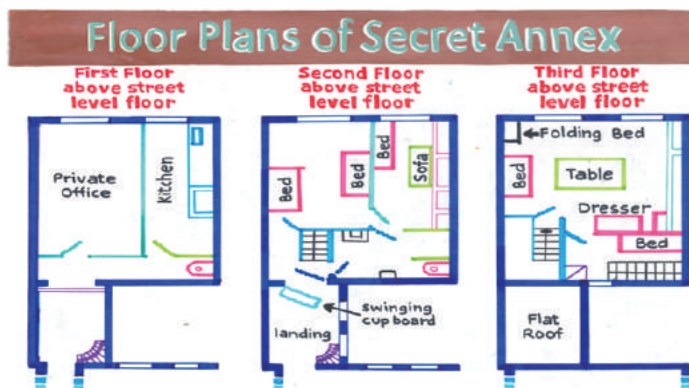 Floor Plans of Secret Annex
First Floor
above street
level floor
Private
Office
Kitchen
Second Floor
above street
level floor
Bed
Bed
Bed
Sofa
swinging
cupboard
landing
Third Floor
above street
level floor
Folding Bed
Bed
Table
Dresser
Bed
Flat
Roof